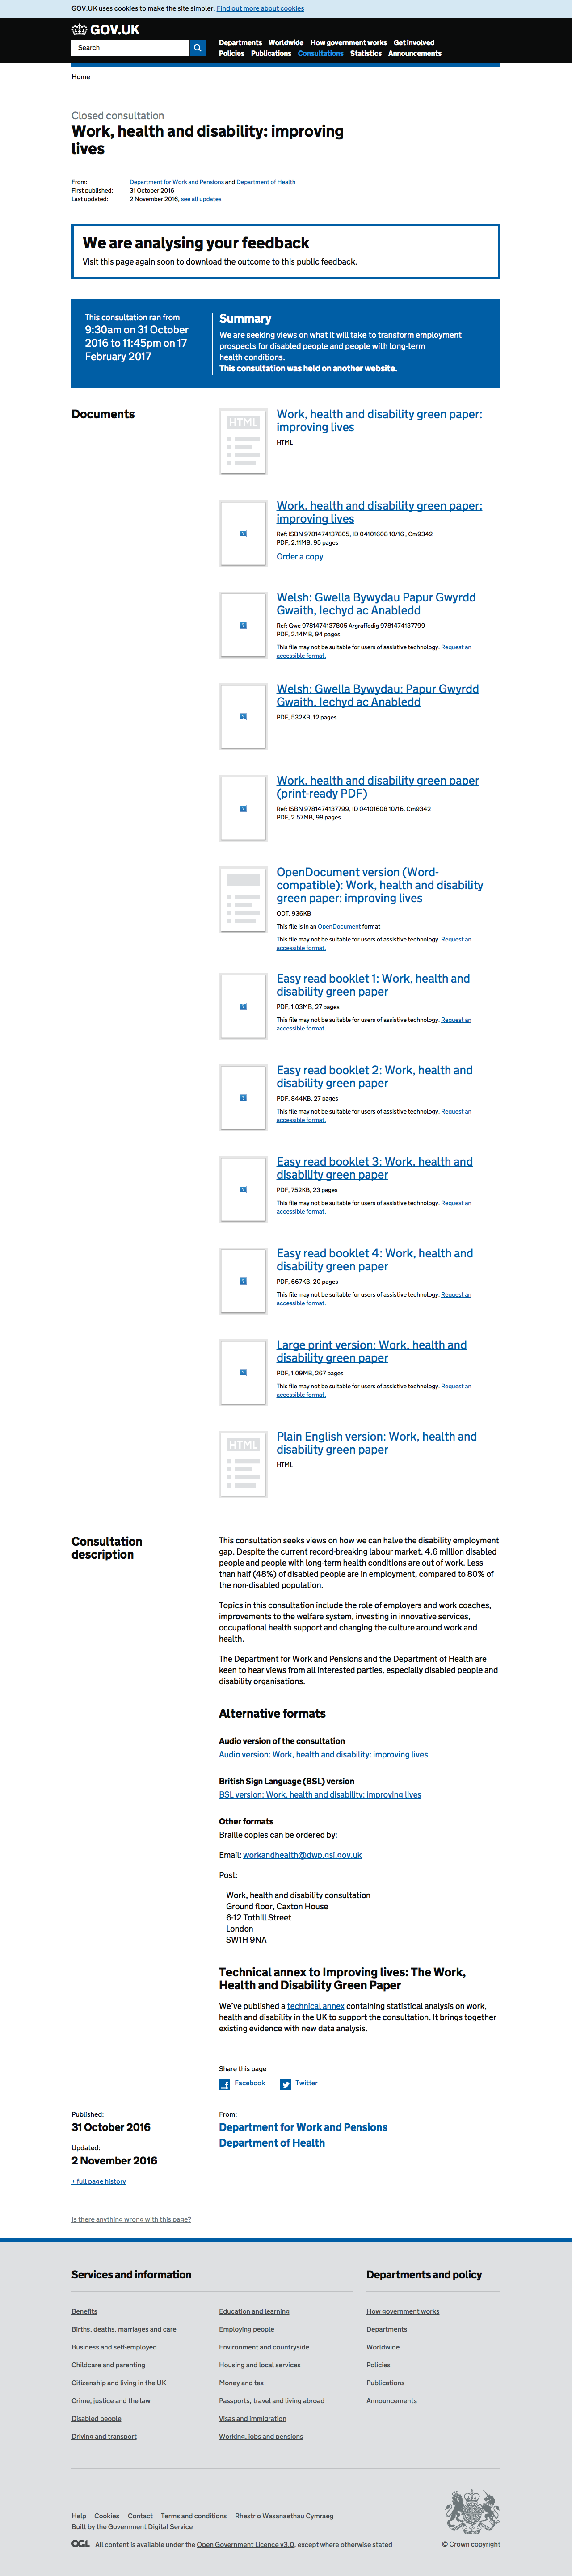 GOV.UK uses cookies to make the site simpler. Find out more about cookies
GOV.UK
Search
Departments Worldwide How government works Get involved
Policies Publications Consultations Statistics Announcements
Home
Closed consultation
Work, health and disability: improving
lives
From: Department for Work and Pensions and Department of Health
First published: 31 October 2016
Last updated: 2 November 2016, see all updates
We are analysing your feedback
Visit this page again soon to download the outcome to this public feedback.
This consultation ran from
9:30am on 31 October
2016 to 11:45pm on 17
February 2017
Summary
We are seeking views on what it will take to transform employment
prospects for disabled people and people with long-term
health conditions.
This consultation was held on another website.
Documents
HTML
Work, health and disability green paper:
improving lives
HTML
Work, health and disability green paper:
improving lives
Ref: ISBN 9781474137805, ID 04101608 10/16 , Cm9342
PDF, 2.11MB, 95 pages
Order a copy
Welsh: Gwella Bywydau Papur Gwyrdd
Gwaith, Iechyd ac Anabledd
Ref: Gwe 9781474137805 Argraffedig 9781474137799
PDF, 2.14MB, 94 pages
This file may not be suitable for users of assistive technology. Request an
accessible format.
Welsh: Gwella Bywydau: Papur Gwyrdd
Gwaith, Iechyd ac Anabledd
PDF, 532KB, 12 pages
Work, health and disability green paper
(print-ready PDF)
Ref: ISBN 9781474137799, ID 04101608 10/16, Cm9342
PDF, 2.57MB, 98 pages
OpenDocument version (Word-
compatible): Work, health and disability
green paper: improving lives
ODT, 936KB
This file is in an OpenDocument format
This file may not be suitable for users of assistive technology. Request an
accessible format.
Easy read booklet 1: Work, health and
disability green paper
PDF, 1.03MB, 27 pages
This file may not be suitable for users of assistive technology. Request an
accessible format.
Easy read booklet 2: Work, health and
disability green paper
PDF, 844KB, 27 pages
This file may not be suitable for users of assistive technology. Request an
accessible format.
Easy read booklet 3: Work, health and
disability green paper
PDF, 752KB, 23 pages
This file may not be suitable for users of assistive technology. Request an
accessible format.
Easy read booklet 4: Work, health and
disability green paper
PDF, 667KB, 20 pages
This file may not be suitable for users of assistive technology. Request an
accessible format.
Large print version: Work, health and
disability green paper
PDF, 1.09MB, 267 pages
This file may not be suitable for users of assistive technology. Request an
accessible format.
HTML
Plain English version: Work, health and
disability green paper
HTML
Consultation
description
This consultation seeks views on how we can halve the disability employment
gap. Despite the current record-breaking labour market, 4.6 million disabled
people and people with long-term health conditions are out of work. Less
than half (48%) of disabled people are in employment, compared to 80% of
the non-disabled population.
Topics in this consultation include the role of employers and work coaches,
improvements to the welfare system, investing in innovative services,
occupational health support and changing the culture around work and
health.
The Department for Work and Pensions and the Department of Health are
keen to hear views from all interested parties, especially disabled people and
disability organisations.
Alternative formats
Audio version of the consultation
Audio version: Work, health and disability: improving lives
British Sign Language (BSL) version
BSL version: Work, health and disability: improving lives
Other formats
Braille copies can be ordered by:
Email: workandhealth@dwp.gsi.gov.uk
Post:
Work, health and disability consultation
Ground floor, Caxton House
6-12 Tothill Street
London
SW1H 9NA
Technical annex to Improving lives: The Work,
Health and Disability Green Paper
We've published a technical annex containing statistical analysis on work,
health and disability in the UK to support the consultation. It brings together
existing evidence with new data analysis.
Share this page
Facebook Twitter
Published:
31 October 2016
Updated:
2 November 2016
+ full page history
From:
Department for Work and Pensions
Department of Health
Is there anything wrong with this page?
Services and information
Benefits
Births, deaths, marriages and care
Business and self-employed
Childcare and parenting
Citizenship and living in the UK
Crime, justice and the law
Disabled people
Driving and transport
Education and learning
Employing people
Environment and countryside
Housing and local services
Money and tax
Passports, travel and living abroad
Visas and immigration
Working, jobs and pensions
Departments and policy
How government works
Departments
Worldwide
Policies
Publications
Announcements
Help Cookies Contact Terms and conditions Rhestr o Wasanaethau Cymraeg
Built by the Government Digital Service
OGL All content is available under the Open Government Licence v3.0, except where otherwise stated
© Crown copyright